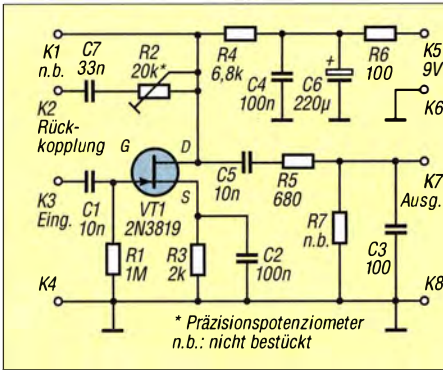 K1
n.b.
C7
33n
R2
20k*
R4
6,8k
C4
100n
+
C6
220µ
R6
100
K5
9V
K6
K2
Rück-
kopplung
G
D
S
K3
Eing.
C1
10n
VT1
2N3819
C5
10n
R5
680
K7
Ausg.
R7
n.b.
C3
100
R1
1M
R3
2k
C2
100n
K4
K8
* Präzisionspotenziometer
n.b.: nicht bestückt